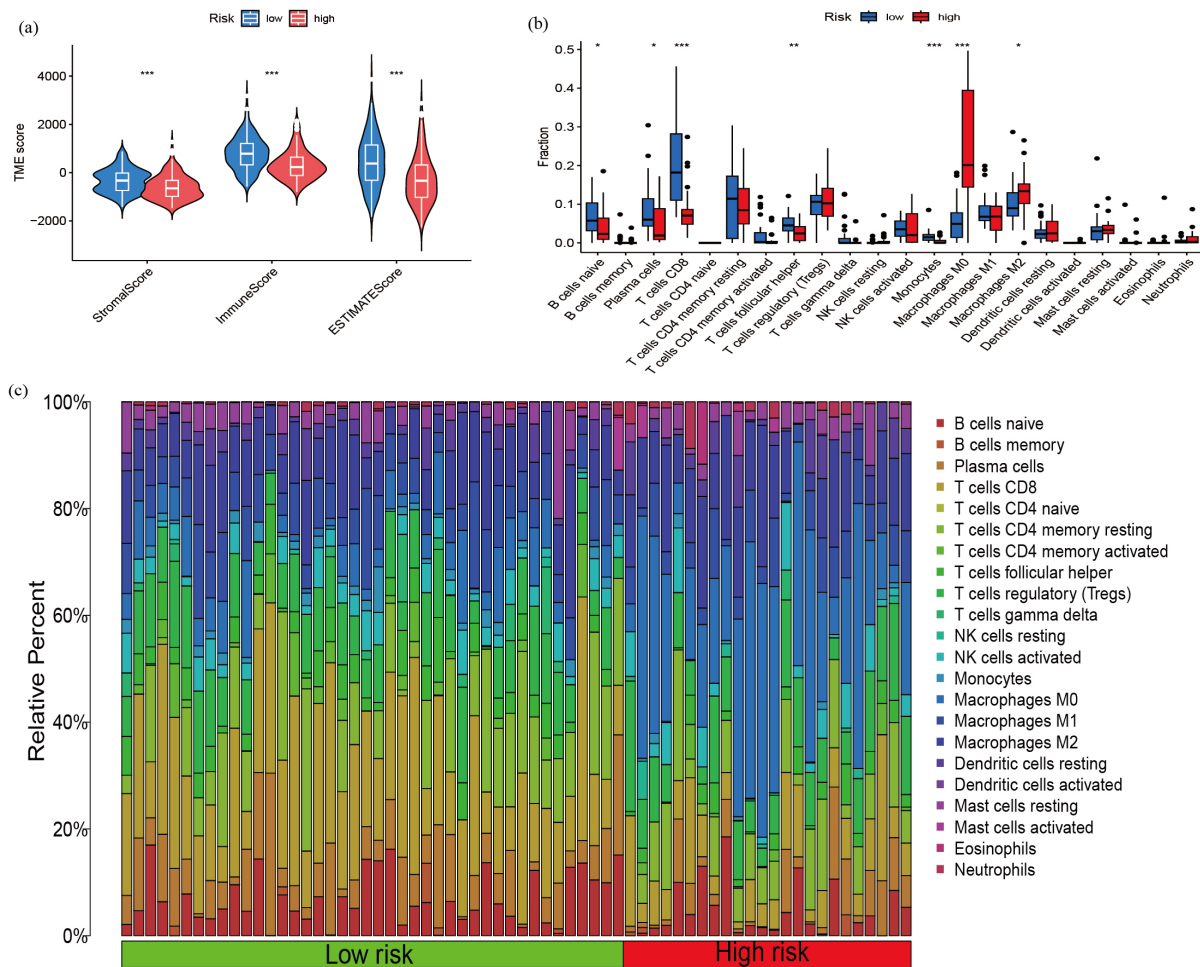 (a)
Risk low high
***
***
***
4000
2000
0
−2000
TME score
StromalScore
ImmuneScore
ESTIMATEScore
(b)
Risk low high
*
*
***
**
***
***
*
0.5
0.4
0.3
0.2
0.1
0.0
Fraction
B cells naive
B cells memory
Plasma cells
T cells CD8
T cells CD4 naive
T cells CD4 memory resting
T cells CD4 memory activated
T cells follicular helper
T cells regulatory (Tregs)
T cells gamma delta
NK cells resting
NK cells activated
Monocytes
Macrophages M0
Macrophages M1
Macrophages M2
Dendritic cells resting
Dendritic cells activated
Mast cells resting
Mast cells activated
Eosinophils
Neutrophils
(c)
100%
80%
60%
40%
20%
0%
Relative Percent
Low risk
High risk
B cells naive
B cells memory
Plasma cells
T cells CD8
T cells CD4 naive
T cells CD4 memory resting
T cells CD4 memory activated
T cells follicular helper
T cells regulatory (Tregs)
T cells gamma delta
NK cells resting
NK cells activated
Monocytes
Macrophages M0
Macrophages M1
Macrophages M2
Dendritic cells resting
Dendritic cells activated
Mast cells resting
Mast cells activated
Eosinophils
Neutrophils